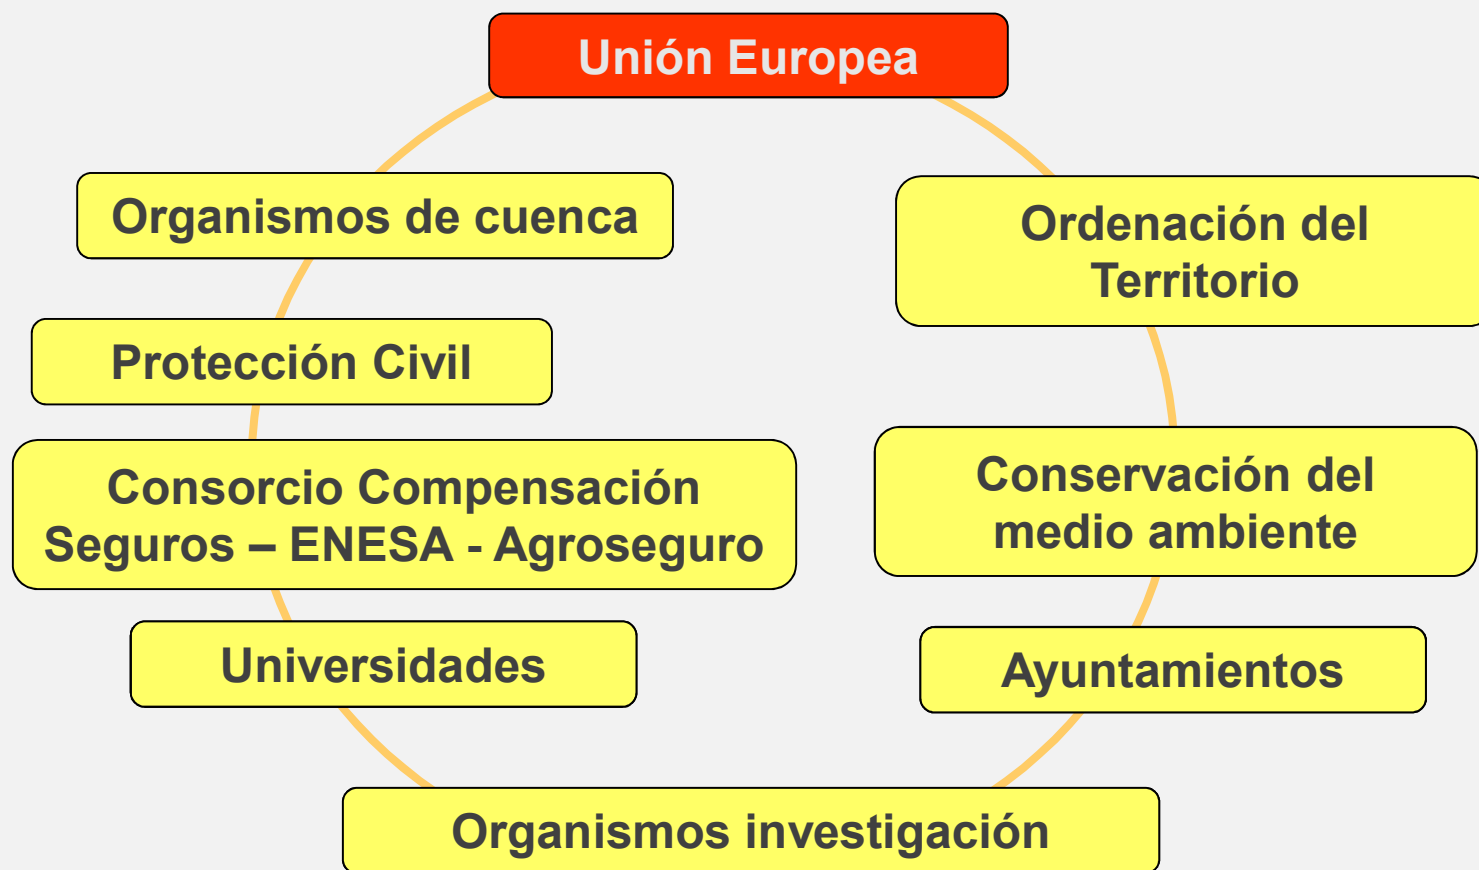 Unión Europea
Organismos de cuenca
Ordenación del
Territorio
Protección Civil
Consorcio Compensación
Seguros – ENESA - Agroseguro
Conservación del
medio ambiente
Universidades
Ayuntamientos
Organismos investigación